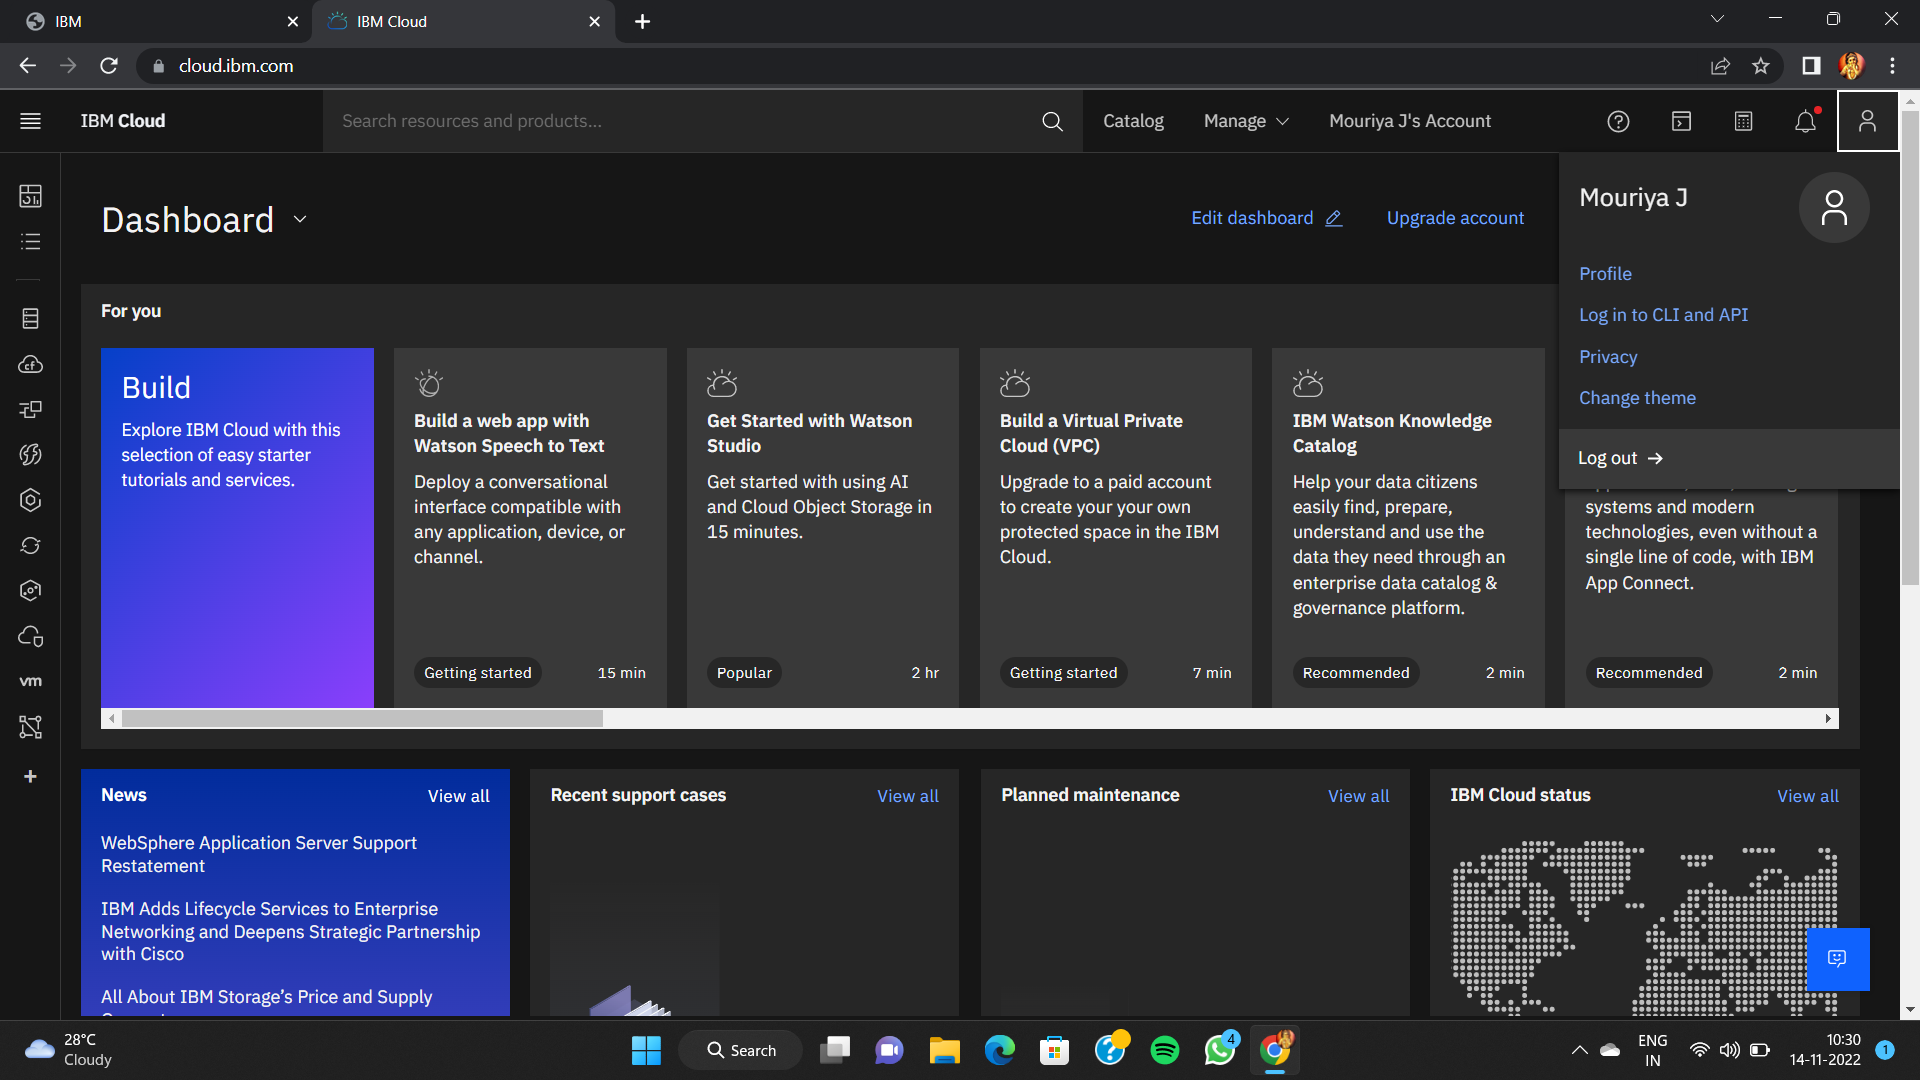 IBM
IBM Cloud
cloud.ibm.com
IBM Cloud
Search resources and products...
Catalog
Manage
Mouriya J's Account
Mouriya J
Profile
Log in to CLI and API
Privacy
Change theme
Log out
Dashboard
Edit dashboard
Upgrade account
For you
Build
Explore IBM Cloud with this
selection of easy starter
tutorials and services.
Build a web app with
Watson Speech to Text
Deploy a conversational
interface compatible with
any application, device, or
channel.
Getting started
15 min
Get Started with Watson
Studio
Get started with using AI
and Cloud Object Storage in
15 minutes.
Popular
2 hr
Build a Virtual Private
Cloud (VPC)
Upgrade to a paid account
to create your your own
protected space in the IBM
Cloud.
Getting started
7 min
IBM Watson Knowledge
Catalog
Help your data citizens
easily find, prepare,
understand and use the
data they need through an
enterprise data catalog &
governance platform.
Recommended
2 min
systems and modern
technologies, even without a
single line of code, with IBM
App Connect.
Recommended
2 min
cf
vm
News
View all
WebSphere Application Server Support
Restatement
IBM Adds Lifecycle Services to Enterprise
Networking and Deepens Strategic Partnership
with Cisco
All About IBM Storage’s Price and Supply
Recent support cases
View all
Planned maintenance
View all
IBM Cloud status
View all
28°C
Cloudy
Search
4
ENG
IN
10:30
14-11-2022
1